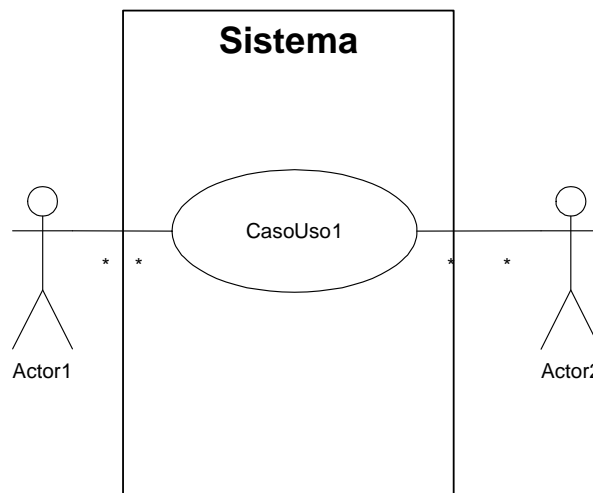 Sistema
CasoUso1
* *
* *
Actor1
Actor2